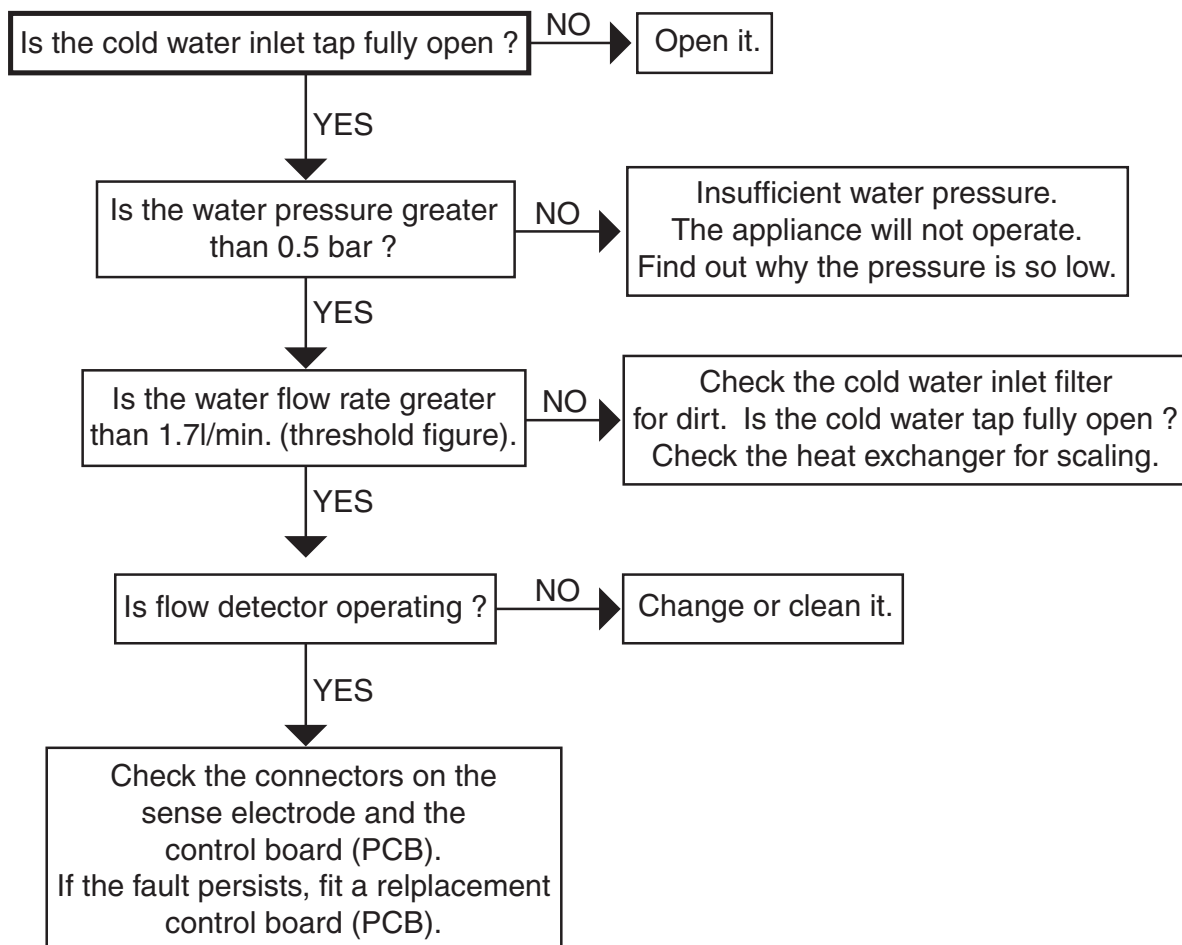 Is the cold water inlet tap fully open ?
NO
Open it.
YES
Is the water pressure greater
than 0.5 bar ?
NO
Insufficient water pressure.
The appliance will not operate.
Find out why the pressure is so low.
YES
Is the water flow rate greater
than 1.7l/min. (threshold figure).
NO
Check the cold water inlet filter
for dirt.  Is the cold water tap fully open ?
Check the heat exchanger for scaling.
YES
Is flow detector operating ?
NO
Change or clean it.
YES
Check the connectors on the
sense electrode and the
control board (PCB).
If the fault persists, fit a relplacement
control board (PCB).